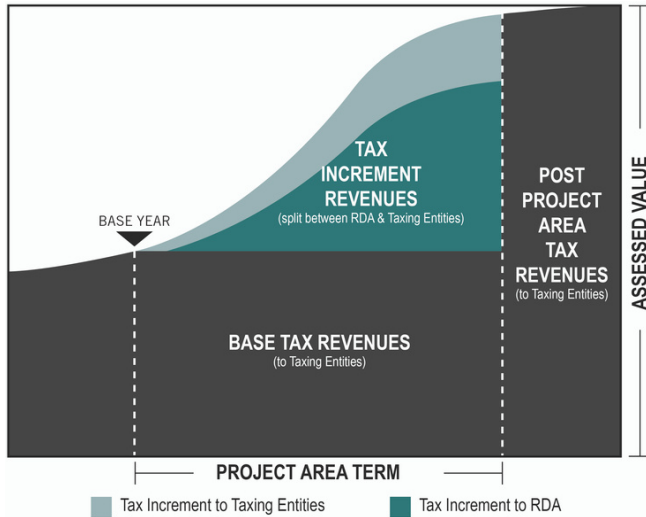 BASE YEAR
TAX
INCREMENT
REVENUES
(split between RDA & Taxing Entities)
POST
PROJECT
AREA
TAX
REVENUES
(to Taxing Entities)
ASSESSED VALUE
BASE TAX REVENUES
(to Taxing Entities)
PROJECT AREA TERM
Tax Increment to Taxing Entities
Tax Increment to RDA